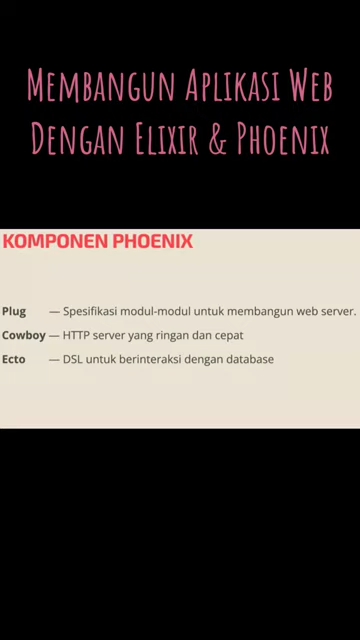 Membangun Aplikasi Web
Dengan Elixir & Phoenix
KOMPONEN PHOENIX
Plug — Spesifikasi modul-modul untuk membangun web server.
Cowboy — HTTP server yang ringan dan cepat
Ecto — DSL untuk berinteraksi dengan database